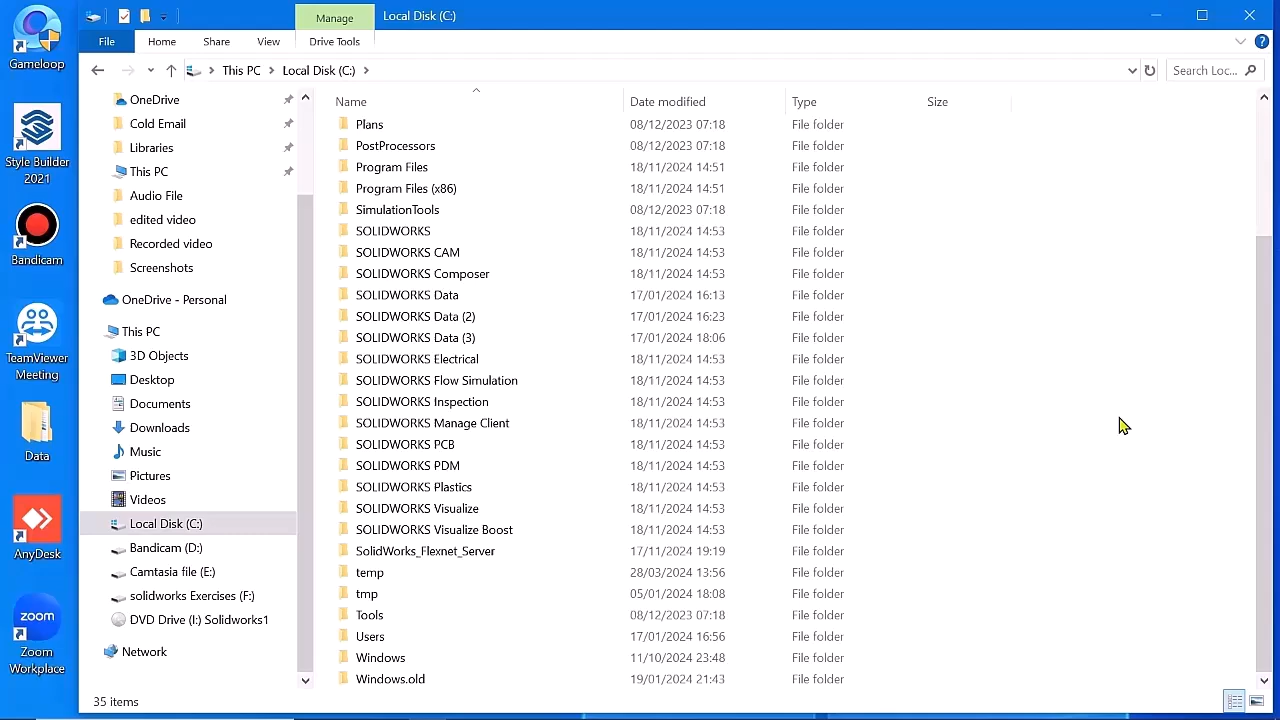 Gameloop
Style Builder
2021
Bandicam
TeamViewer
Meeting
Data
AnyDesk
zoom
Zoom
Workplace
Manage
Local Disk (C:)
File
Home
Share
View
Drive Tools
This PC
Local Disk (C:)
Search Loc...
OneDrive
Cold Email
Libraries
This PC
Audio File
edited video
Recorded video
Screenshots
OneDrive - Personal
This PC
3D Objects
Desktop
Documents
Downloads
Music
Pictures
Videos
Local Disk (C:)
Bandicam (D:)
Camtasia file (E:)
solidworks Exercises (F:)
DVD Drive (I:) Solidworks1
Network
Name Date modified Type Size
Plans 08/12/2023 07:18 File folder
PostProcessors 08/12/2023 07:18 File folder
Program Files 18/11/2024 14:51 File folder
Program Files (x86) 18/11/2024 14:51 File folder
SimulationTools 08/12/2023 07:18 File folder
SOLIDWORKS 18/11/2024 14:53 File folder
SOLIDWORKS CAM 18/11/2024 14:53 File folder
SOLIDWORKS Composer 18/11/2024 14:53 File folder
SOLIDWORKS Data 17/01/2024 16:13 File folder
SOLIDWORKS Data (2) 17/01/2024 16:23 File folder
SOLIDWORKS Data (3) 17/01/2024 18:06 File folder
SOLIDWORKS Electrical 18/11/2024 14:53 File folder
SOLIDWORKS Flow Simulation 18/11/2024 14:53 File folder
SOLIDWORKS Inspection 18/11/2024 14:53 File folder
SOLIDWORKS Manage Client 18/11/2024 14:53 File folder
SOLIDWORKS PCB 18/11/2024 14:53 File folder
SOLIDWORKS PDM 18/11/2024 14:53 File folder
SOLIDWORKS Plastics 18/11/2024 14:53 File folder
SOLIDWORKS Visualize 18/11/2024 14:53 File folder
SOLIDWORKS Visualize Boost 18/11/2024 14:53 File folder
SolidWorks_Flexnet_Server 17/11/2024 19:19 File folder
temp 28/03/2024 13:56 File folder
tmp 05/01/2024 18:08 File folder
Tools 08/12/2023 07:18 File folder
Users 17/01/2024 16:56 File folder
Windows 11/10/2024 23:48 File folder
Windows.old 19/01/2024 21:43 File folder
35 items